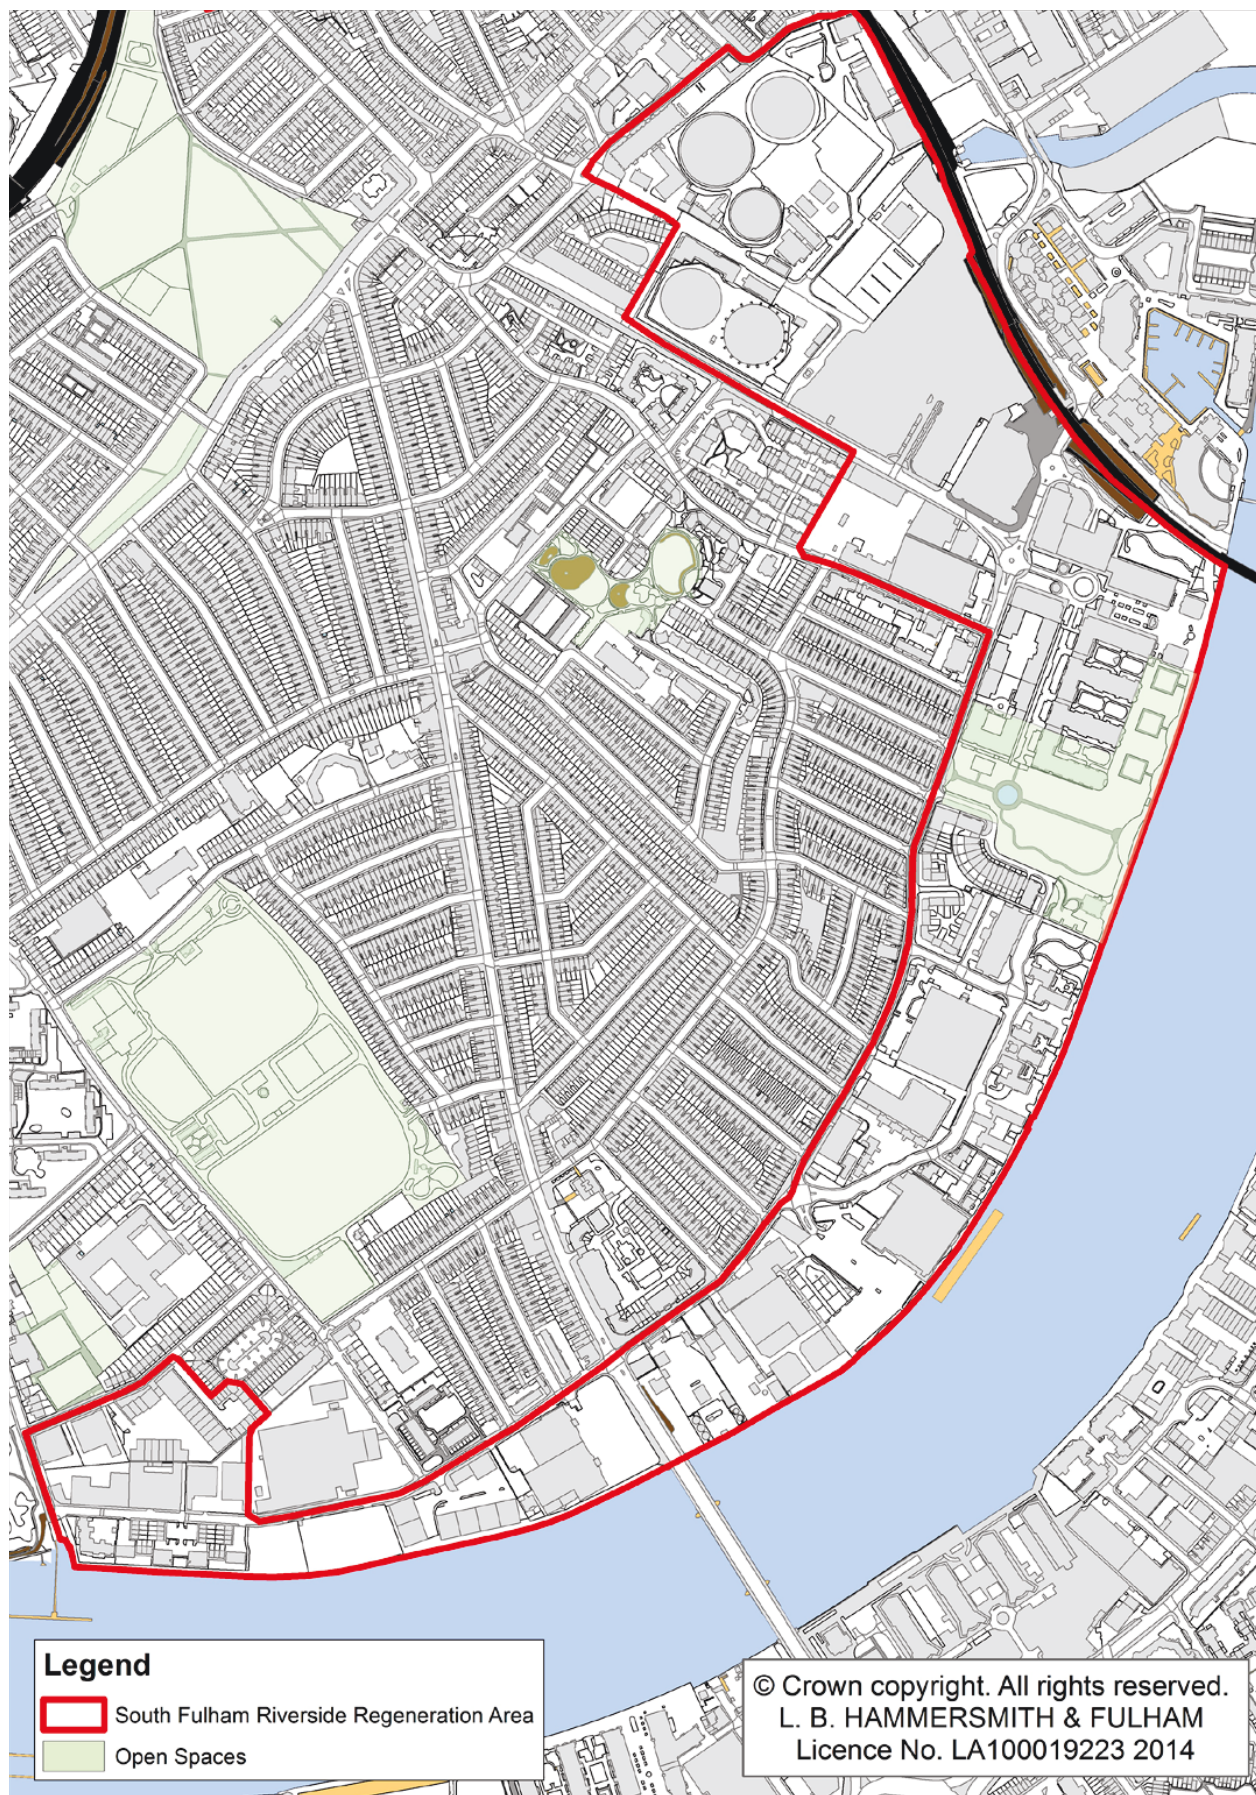 Legend
South Fulham Riverside Regeneration Area
Open Spaces
© Crown copyright. All rights reserved.
L. B. HAMMERSMITH & FULHAM
Licence No. LA100019223 2014